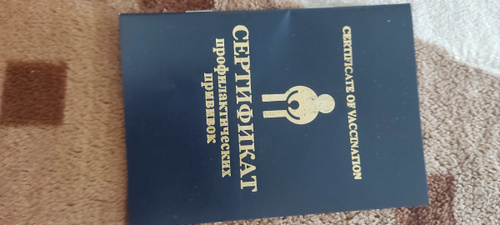 CERTIFICATE OF VACCINATION
СЕРТИФИКАТ
профилактических
прививок